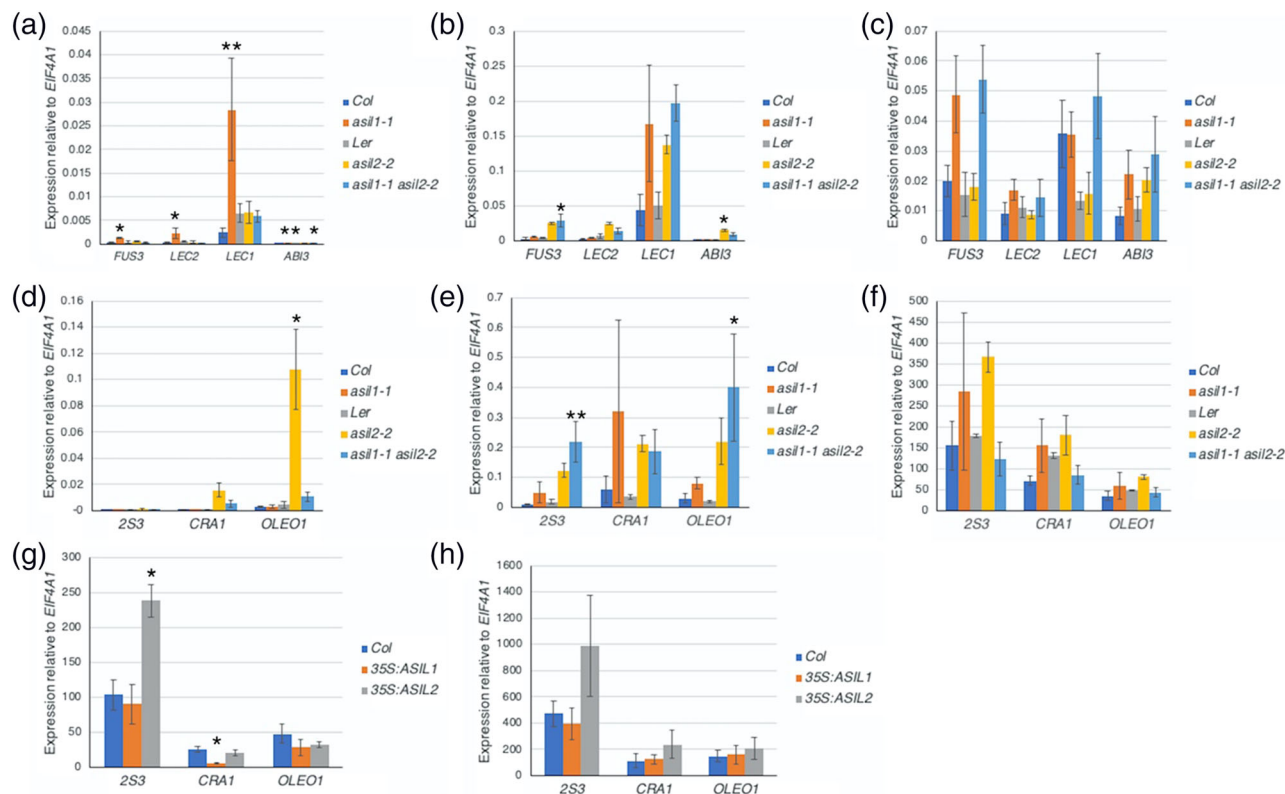 (a)
Expression relative to EIF4A1
0.045
0.04
0.035
0.03
0.025
0.02
0.015
0.01
0.005
0
*
*
**
**
*
FUS3 LEC2 LEC1 ABI3
Col
asil1-1
Ler
asil2-2
asil1-1 asil2-2
(b)
Expression relative to EIF4A1
0.3
0.25
0.2
0.15
0.1
0.05
0
*
*
FUS3 LEC2 LEC1 ABI3
Col
asil1-1
Ler
asil2-2
asil1-1 asil2-2
(c)
Expression relative to EIF4A1
0.07
0.06
0.05
0.04
0.03
0.02
0.01
0
FUS3 LEC2 LEC1 ABI3
Col
asil1-1
Ler
asil2-2
asil1-1 asil2-2
(d)
Expression relative to EIF4A1
0.16
0.14
0.12
0.1
0.08
0.06
0.04
0.02
-0
*
2S3 CRA1 OLEO1
Col
asil1-1
Ler
asil2-2
asil1-1 asil2-2
(e)
Expression relative to EIF4A1
0.7
0.6
0.5
0.4
0.3
0.2
0.1
0
**
*
2S3 CRA1 OLEO1
Col
asil1-1
Ler
asil2-2
asil1-1 asil2-2
(f)
Expression relative to EIF4A1
500
450
400
350
300
250
200
150
100
50
0
2S3 CRA1 OLEO1
Col
asil1-1
Ler
asil2-2
asil1-1 asil2-2
(g)
Expression relative to EIF4A1
300
250
200
150
100
50
0
*
*
2S3 CRA1 OLEO1
Col
35S:ASIL1
35S:ASIL2
(h)
Expression relative to EIF4A1
1600
1400
1200
1000
800
600
400
200
0
2S3 CRA1 OLEO1
Col
35S:ASIL1
35S:ASIL2